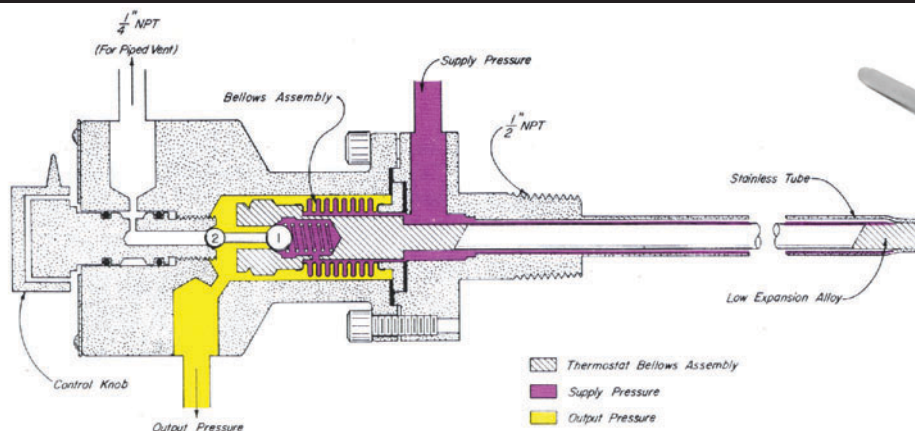 1/4" NPT
(For Piped Vent)
Supply Pressure
Bellows Assembly
1/2" NPT
Stainless Tube
2
1
Low Expansion Alloy
Control Knob
Output Pressure
Thermostat Bellows Assembly
Supply Pressure
Output Pressure